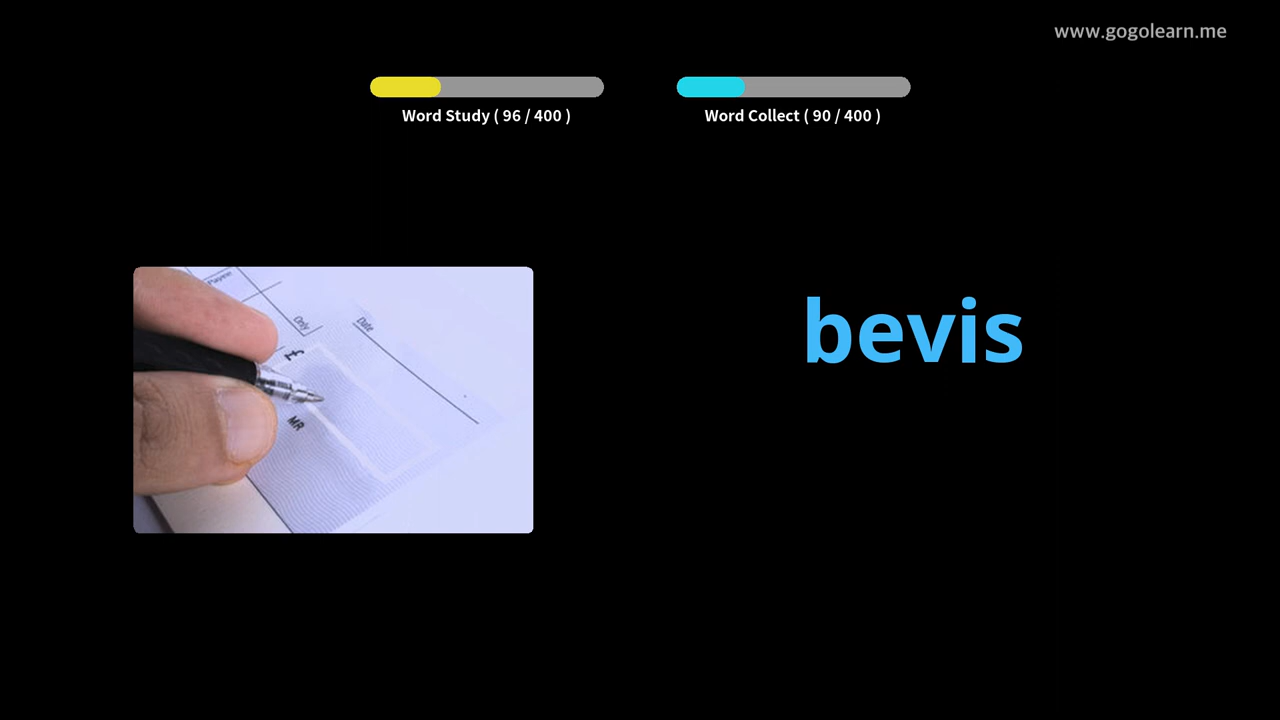 www.gogolearn.me
Word Study ( 96 / 400 )
Word Collect ( 90 / 400 )
Payee
Only
Date
£
MR
bevis